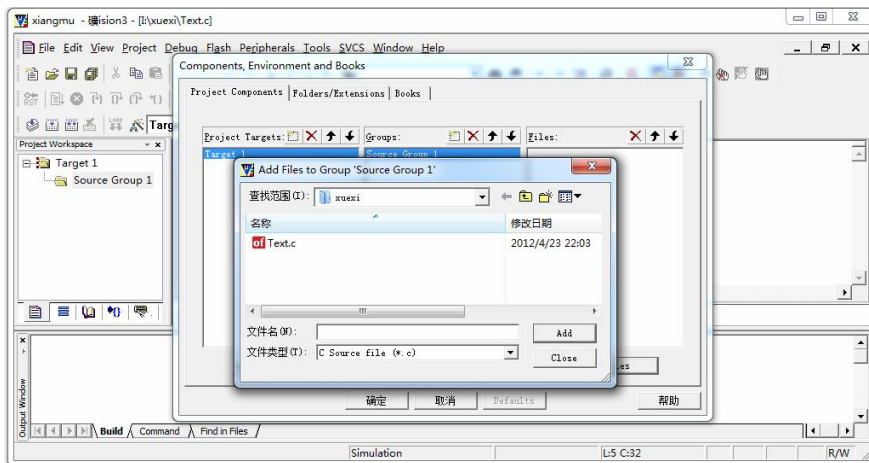 xiangmu - 礦ision3 - [I:\xuexi\Text.c]
File Edit View Project Debug Flash Peripherals Tools SVCS Window Help
Components, Environment and Books
Project Components Folders/Extensions Books
Targ
Project Workspace
Project Targets: Groups: Files:
Target 1 Source Group 1
Target 1
Source Group 1
Add Files to Group 'Source Group 1'
查找范围(I): xuexi
名称 修改日期
Text.c 2012/4/23 22:03
文件名(N): Add
文件类型(T): C Source file (*.c) Close
es
确定 取消 Defaults 帮助
Output Window
Build Command Find in Files
Simulation L:5 C:32 R/W